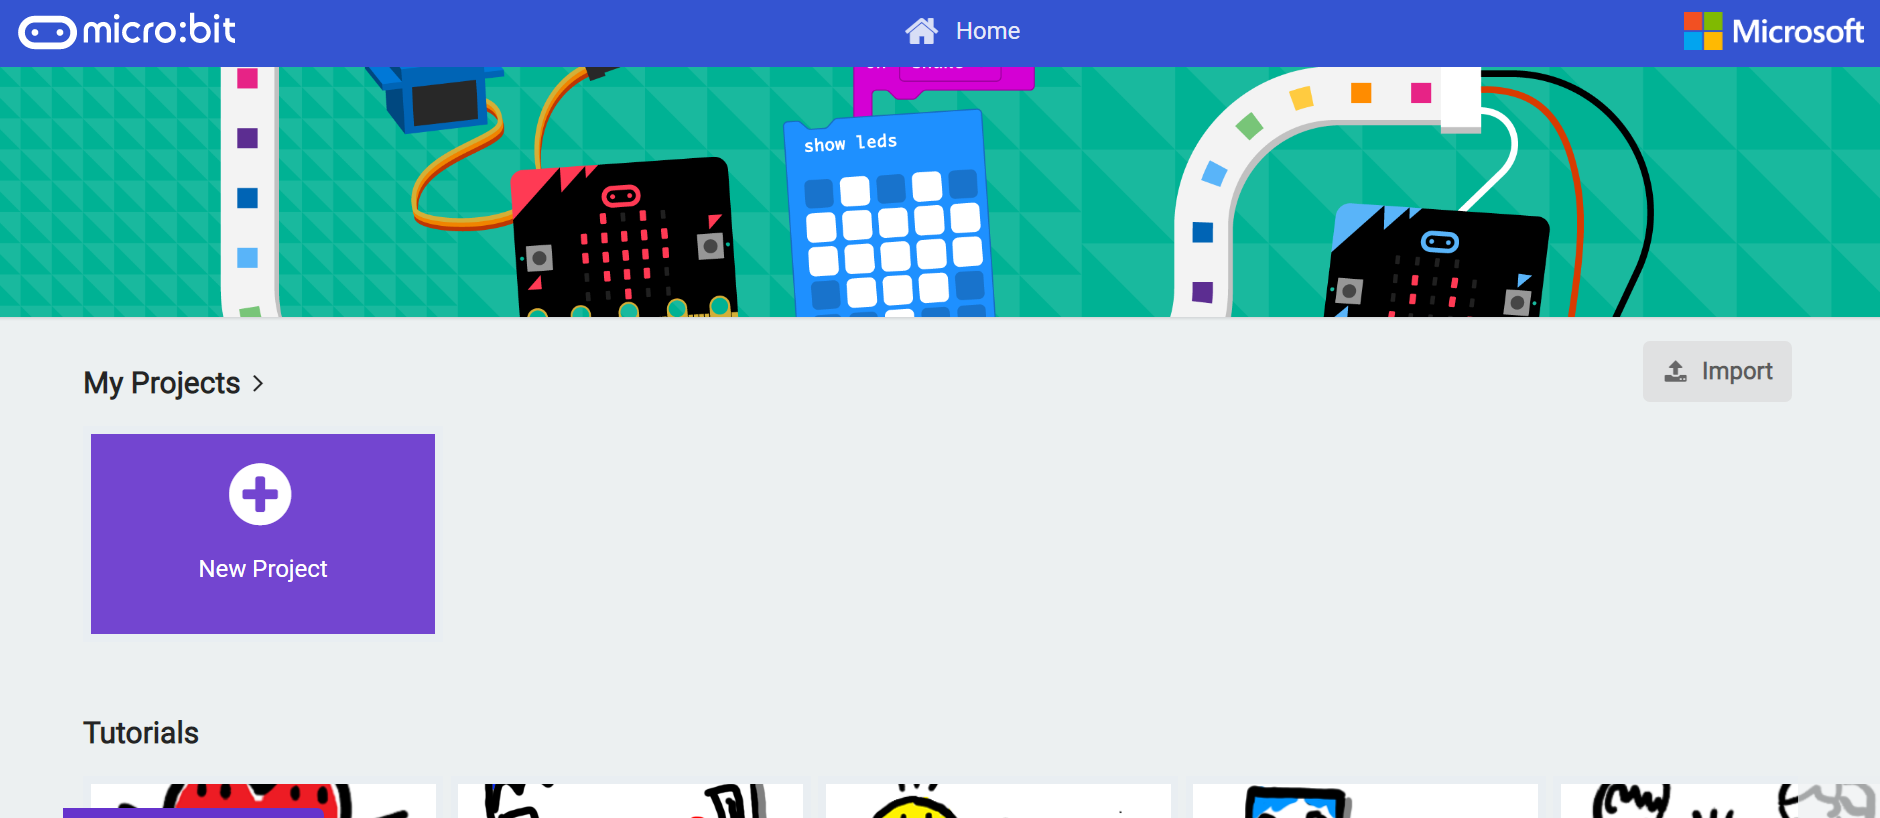 micro:bit
Home
Microsoft
show leds
My Projects
Import
New Project
Tutorials